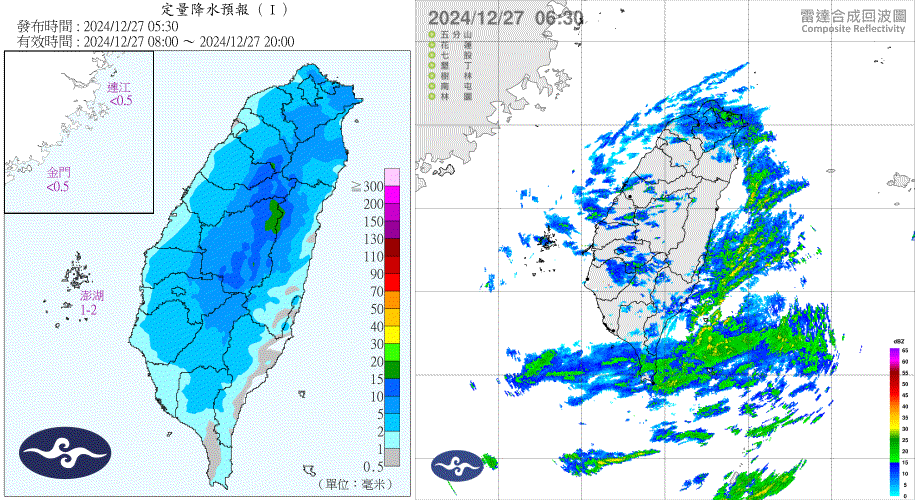 定量降水預報 ( I )
發布時間 : 2024/12/27 05:30
有效時間 : 2024/12/27 08:00 ～ 2024/12/27 20:00
連江
<0.5
金門
<0.5
澎湖
1-2
≧
300
200
150
130
110
90
70
50
40
30
20
15
10
5
2
1
0.5
(單位：毫米)
2024/12/27 06:30
五分山
花蓮
七股
墾丁
樹林
南屯
林園
雷達合成回波圖
Composite Reflectivity
dBZ
65
60
55
50
45
40
35
30
25
20
15
10
5
0